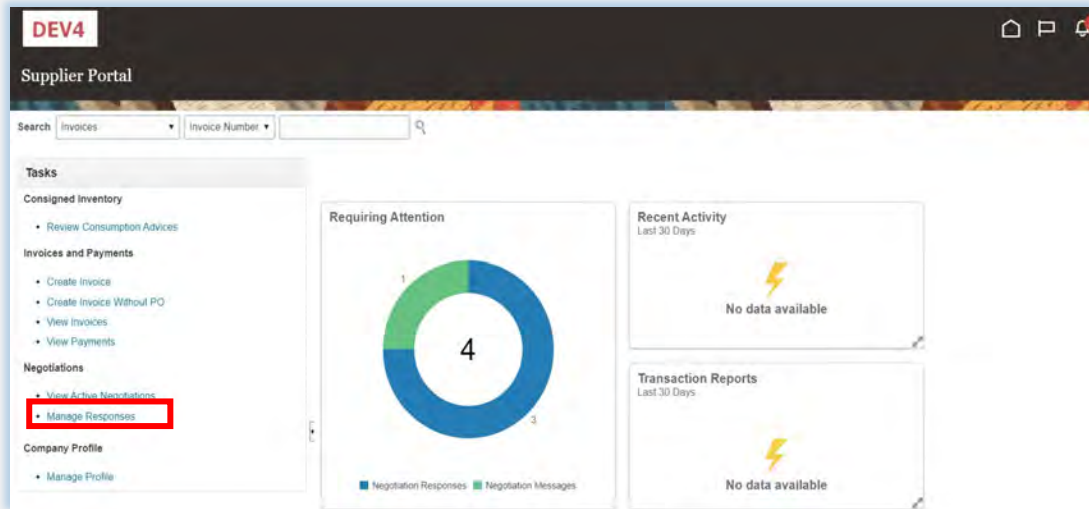 DEV4
Supplier Portal
Search Invoices Invoice Number
Tasks
Consigned Inventory
Review Consumption Advices
Invoices and Payments
Create Invoice
Create Invoice Without PO
View Invoices
View Payments
Negotiations
View Active Negotiations
Manage Responses
Company Profile
Manage Profile
Requiring Attention
1
4
3
Negotiation Responses Negotiation Messages
Recent Activity
Last 30 Days
No data available
Transaction Reports
Last 30 Days
No data available